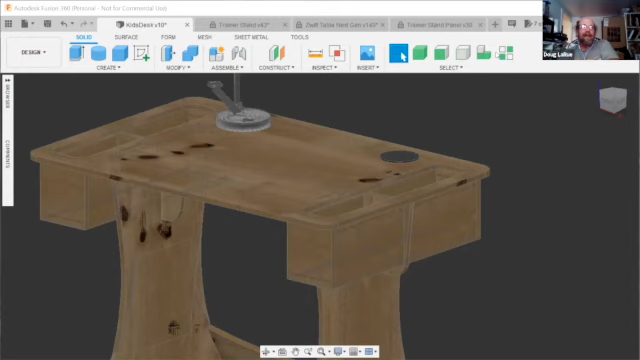 Autodesk Fusion 360 (Personal - Not for Commercial Use)
KidsDesk v10*
Trainer Stand v43*
Zwift Table Next Gen v140*
Trainer Stand Panel v38
SOLID
SURFACE
FORM
MESH
SHEET METAL
TOOLS
DESIGN
CREATE
MODIFY
ASSEMBLE
CONSTRUCT
INSPECT
INSERT
SELECT
Doug LaRue
BROWSER
COMMENTS